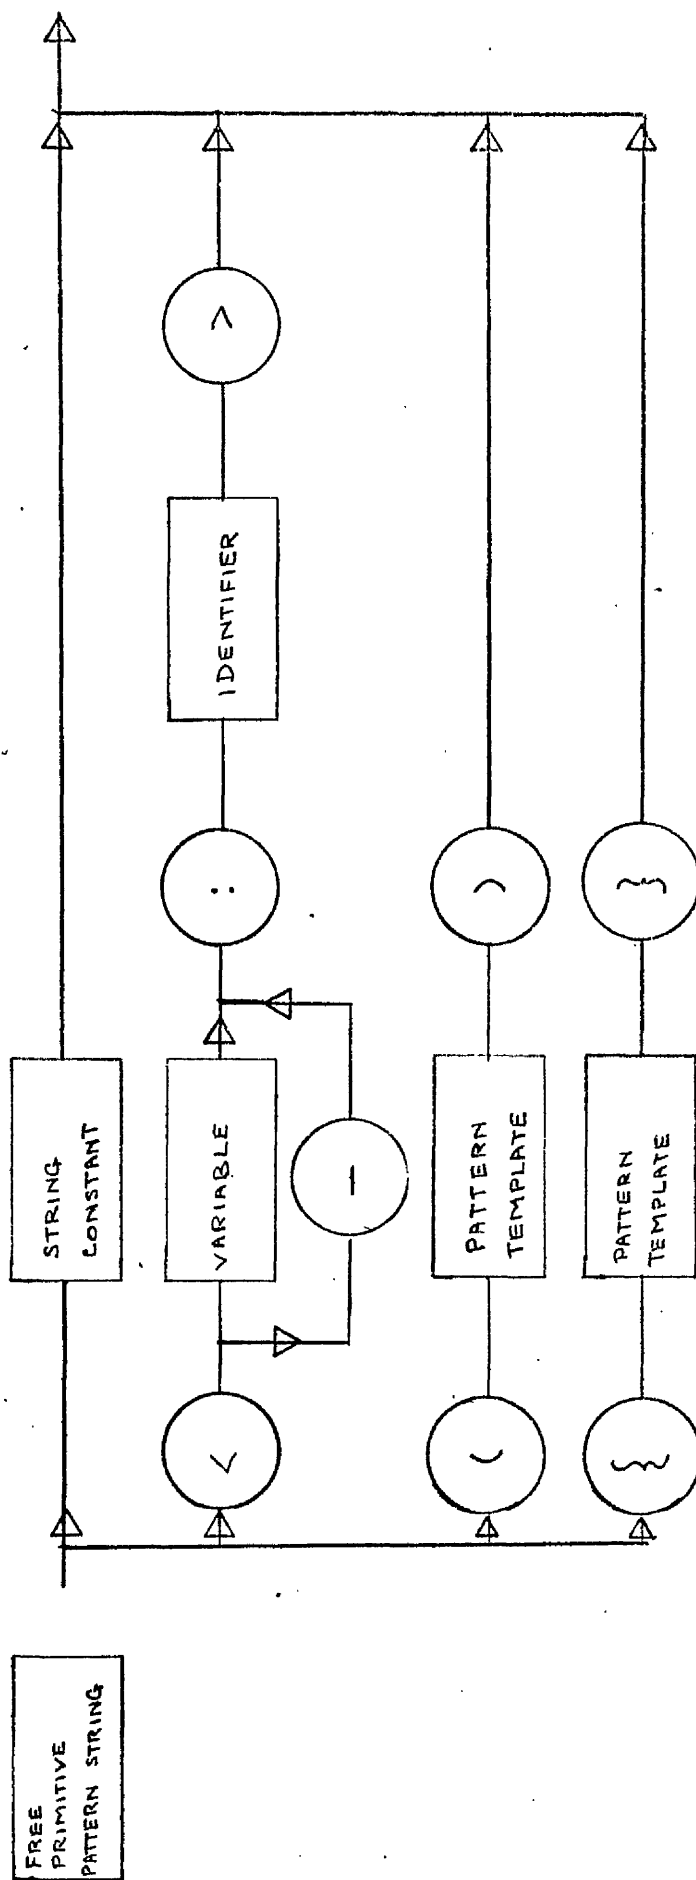 FREE
PRIMITIVE
PATTERN STRING
STRING
CONSTANT
< VARIABLE : IDENTIFIER >
-
( PATTERN
TEMPLATE )
{ PATTERN
TEMPLATE }